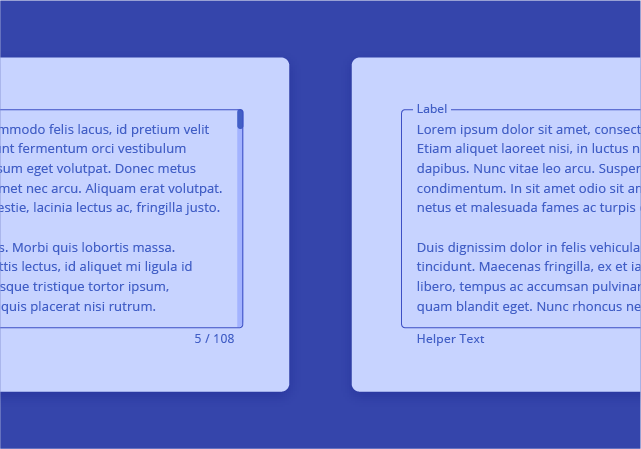 mmodo felis lacus, id pretium velit
nt fermentum orci vestibulum
sum eget volutpat. Donec metus
met nec arcu. Aliquam erat volutpat.
estie, lacinia lectus ac, fringilla justo.
s. Morbi quis lobortis massa.
ttis lectus, id aliquet mi ligula id
sque tristique tortor ipsum,
quis placerat nisi rutrum.
5 / 108
Label
Lorem ipsum dolor sit amet, consect
Etiam aliquet laoreet nisi, in luctus n
dapibus. Nunc vitae leo arcu. Susper
condimentum. In sit amet odio sit ar
netus et malesuada fames ac turpis
Duis dignissim dolor in felis vehicula
tincidunt. Maecenas fringilla, ex et ia
libero, tempus ac accumsan pulvinar
quam blandit eget. Nunc rhoncus ne
Helper Text